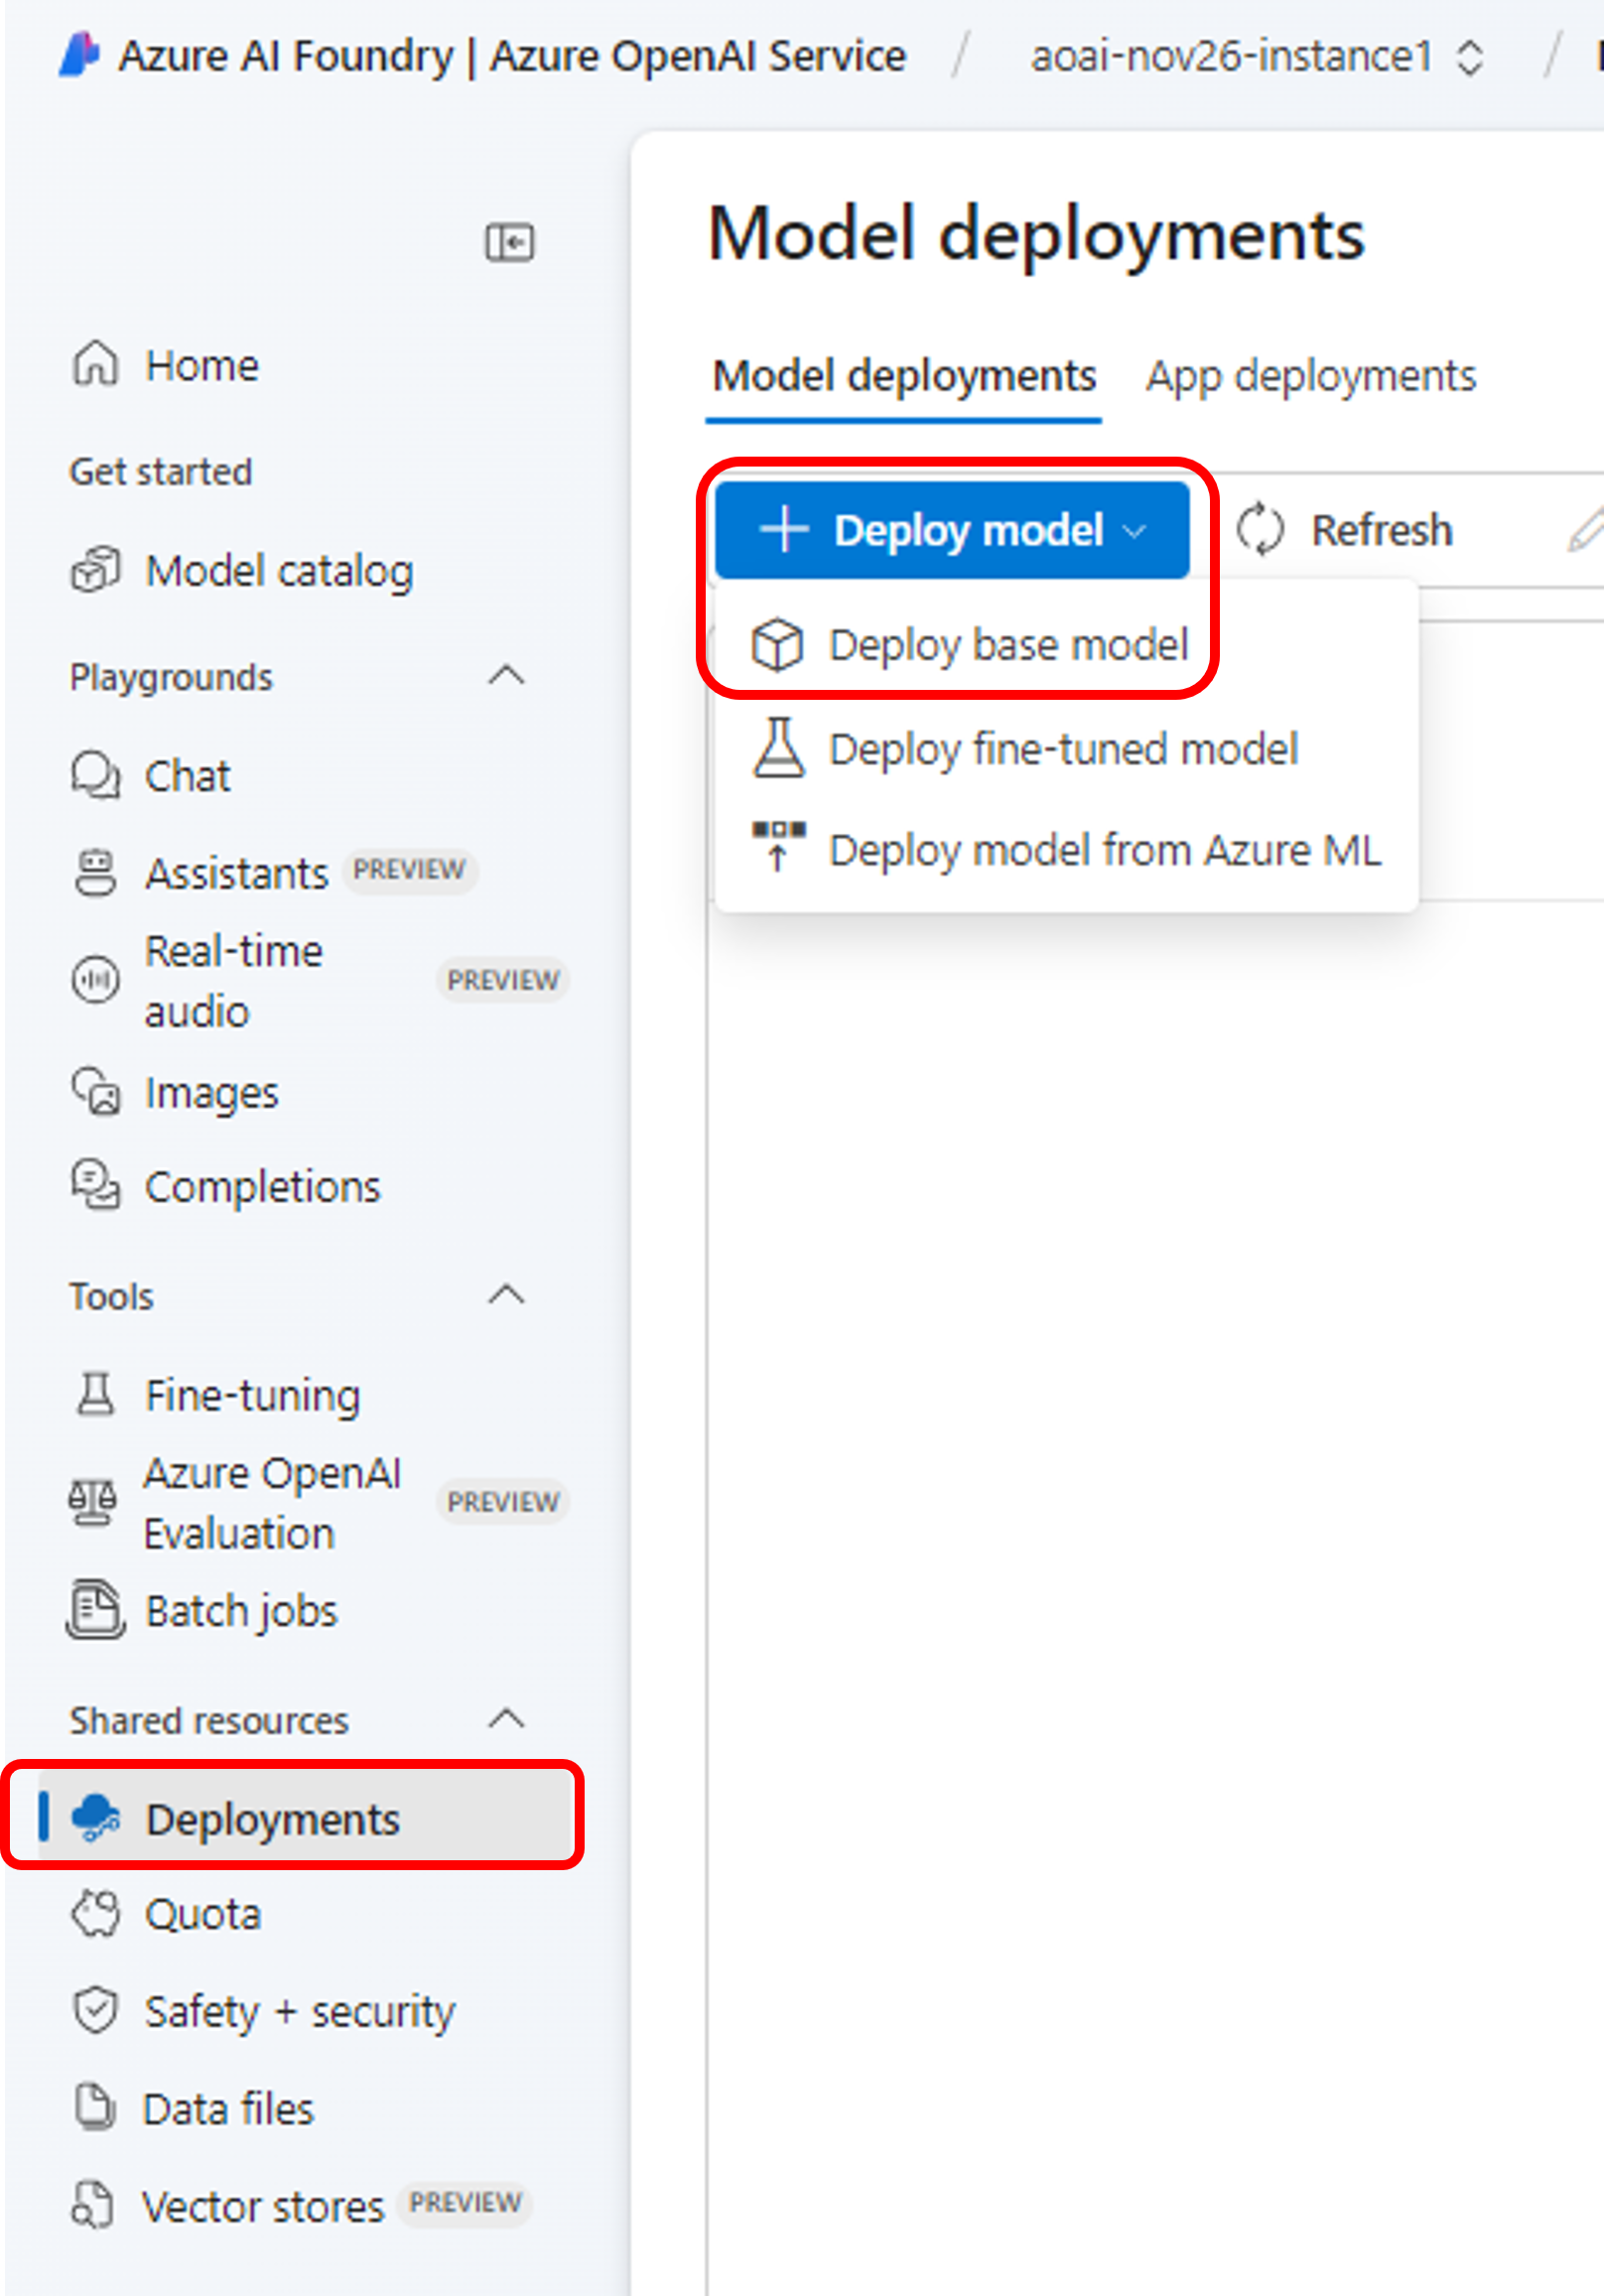 Azure AI Foundry | Azure OpenAI Service / aoai-nov26-instance1 /
Home
Get started
Model catalog
Playgrounds
Chat
Assistants PREVIEW
Real-time
audio
PREVIEW
Images
Completions
Tools
Fine-tuning
Azure OpenAI
Evaluation
PREVIEW
Batch jobs
Shared resources
Deployments
Quota
Safety + security
Data files
Vector stores PREVIEW
Model deployments
Model deployments App deployments
Deploy model Refresh
Deploy base model
Deploy fine-tuned model
Deploy model from Azure ML